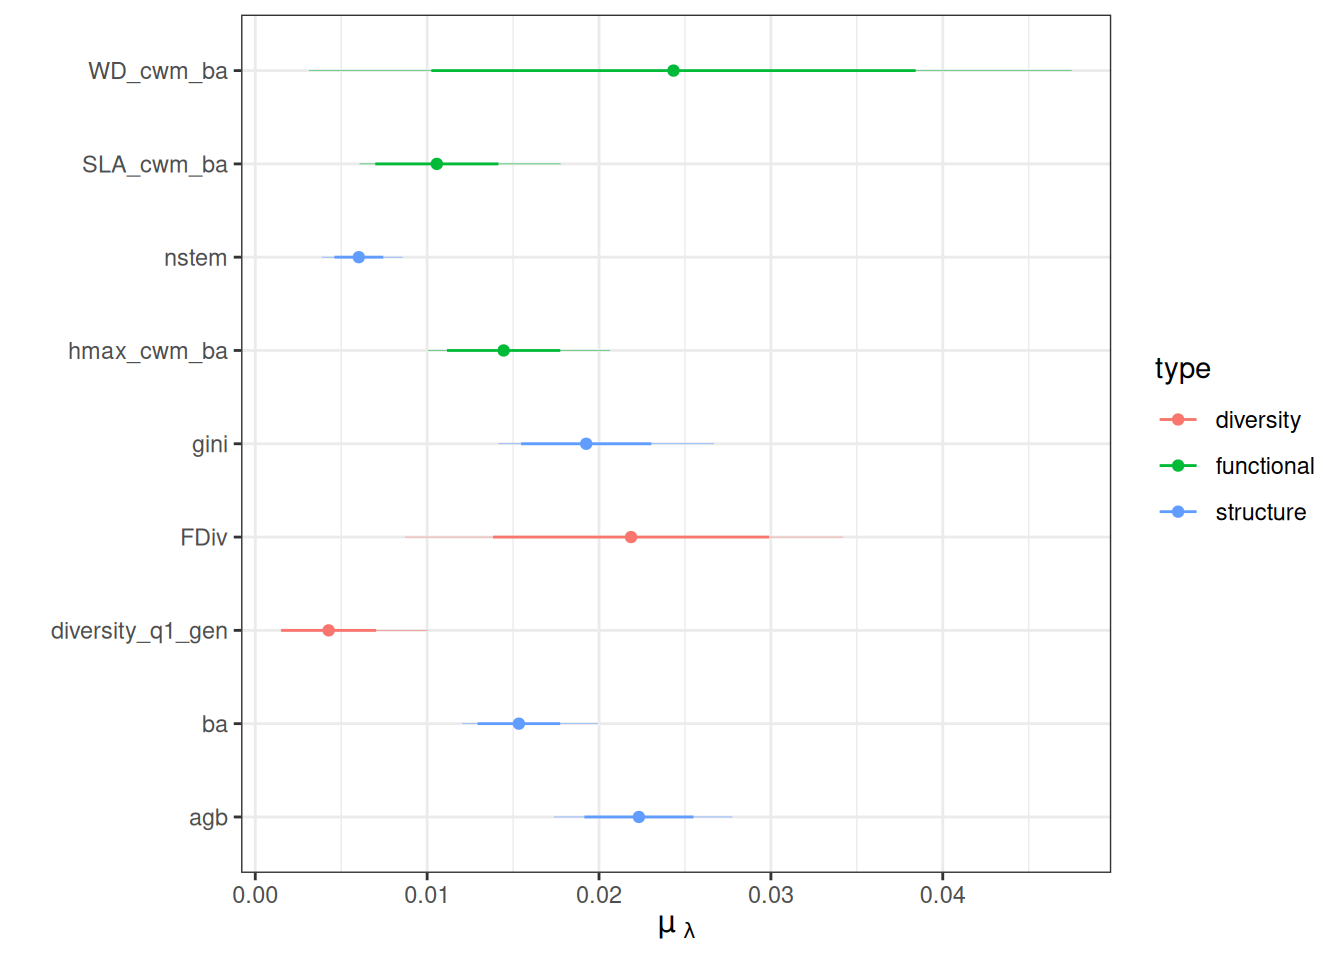 WD_cwm_ba
SLA_cwm_ba
nstem
hmax_cwm_ba
gini
FDiv
diversity_q1_gen
ba
agb
0.00 0.01 0.02 0.03 0.04
μ λ
type
diversity
functional
structure